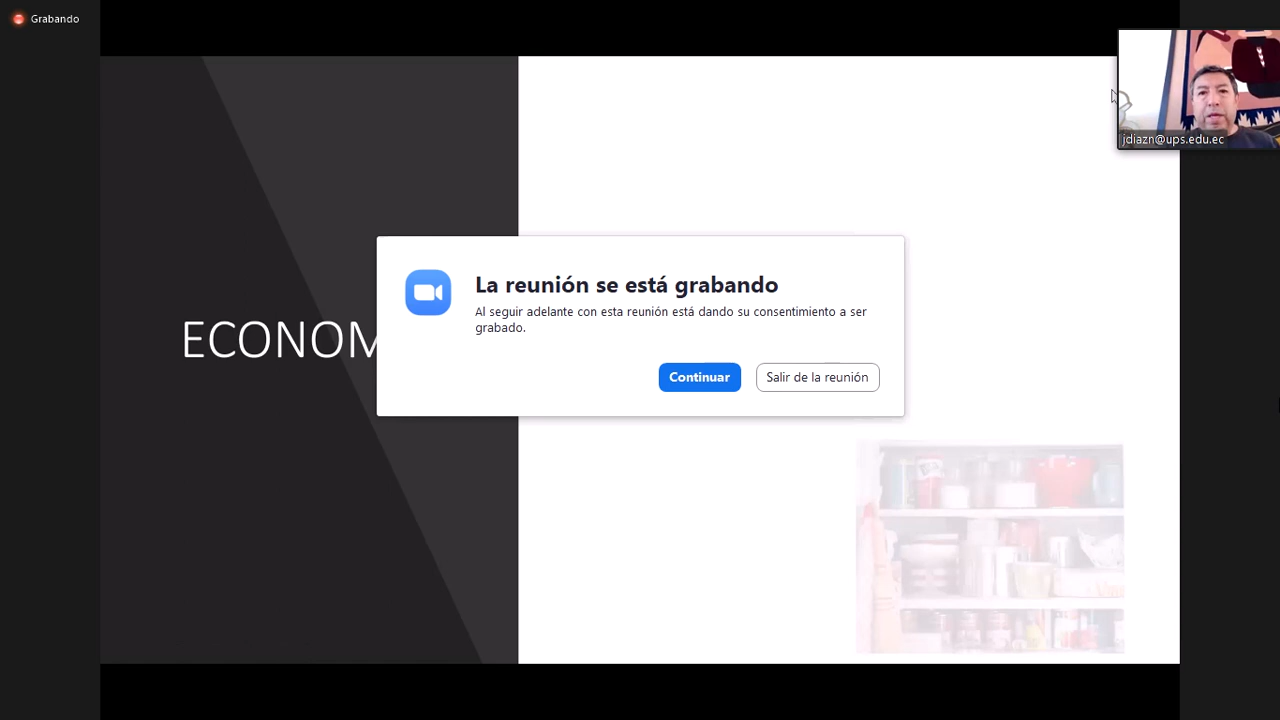 Grabando
jdiazn@ups.edu.ec
La reunión se está grabando
Al seguir adelante con esta reunión está dando su consentimiento a ser
grabado.
ECONOM
Continuar
Salir de la reunión